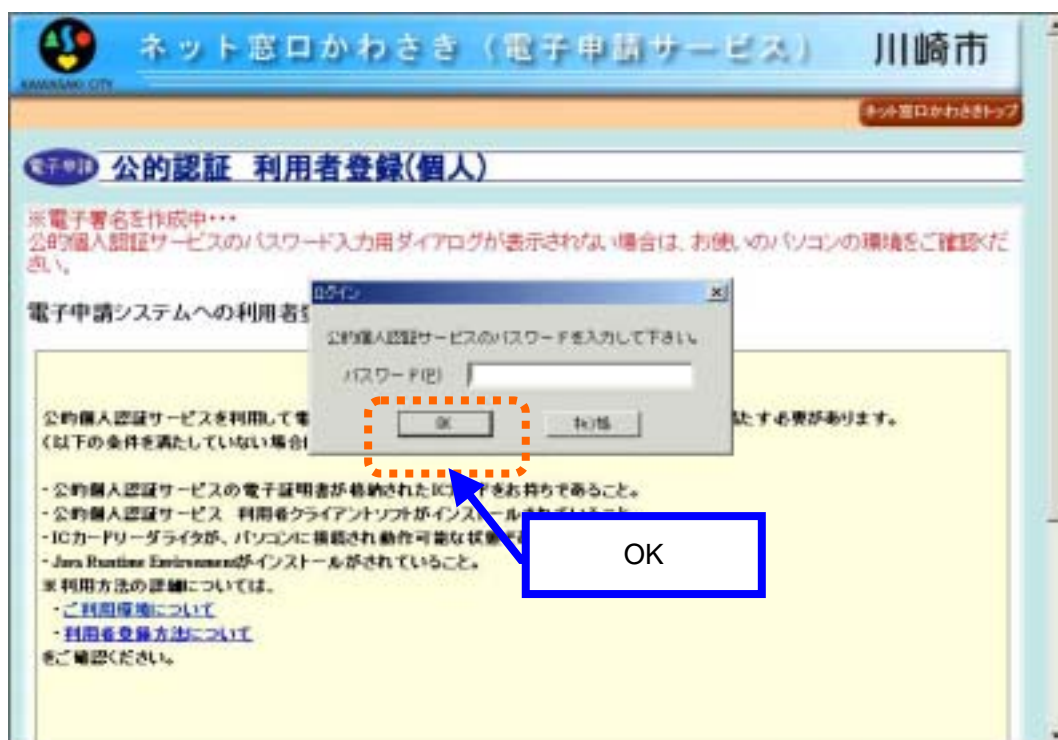 ネット窓口かわさき（電子申請サービス）
川崎市
KAWASAKI CITY
ネット窓口かわさきトップ
電子申請 公的認証 利用者登録(個人)
※電子署名を作成中･･･
公的個人認証サービスのパスワード入力用ダイアログが表示されない場合は、お使いのパソコンの環境をご確認くだ
さい。
電子申請システムへの利用者
ログイン
公的個人認証サービスのパスワードを入力して下さい。
パスワード(P)
OK
ｷｬﾝｾﾙ
公的個人認証サービスを利用して電
たす必要があります。
(以下の条件を満たしていない場合
・公的個人認証サービスの電子証明書が格納されたIC
をお持ちであること。
・公的個人認証サービス 利用者クライアントソフトがインストール
・ICカードリーダライタが、パソコンに接続され動作可能な状態
・Java Runtime Environmentがインストールがされていること。
※利用方法の詳細については、
・ご利用環境について
・利用者登録方法について
をご確認ください。
OK